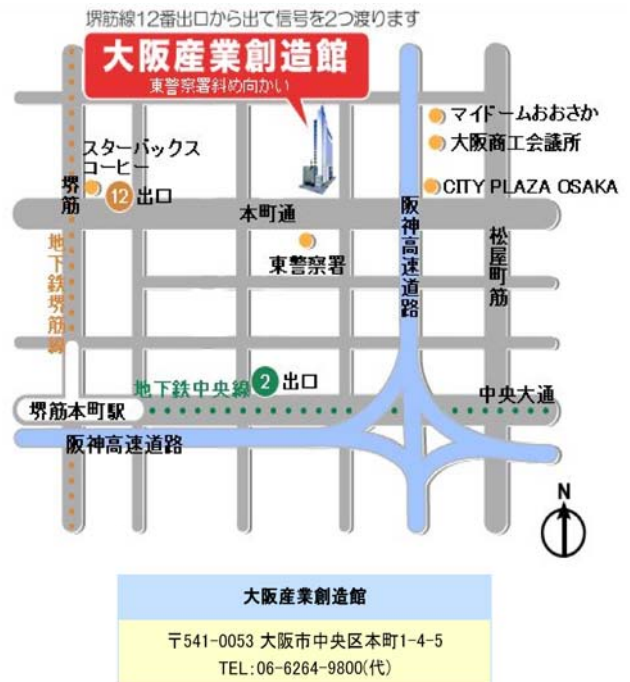 堺筋線12番出口から出て信号を2つ渡ります
大阪産業創造館
東警察署斜め向かい
マイドームおおさか
大阪商工会議所
スターバックス
コーヒー
CITY PLAZA OSAKA
堺筋
12 出口
本町通
阪神高速道路
松屋町筋
東警察署
地下鉄堺筋線
地下鉄中央線
2 出口
中央大通
堺筋本町駅
阪神高速道路
N
大阪産業創造館
〒541-0053 大阪市中央区本町1-4-5
TEL:06-6264-9800(代)